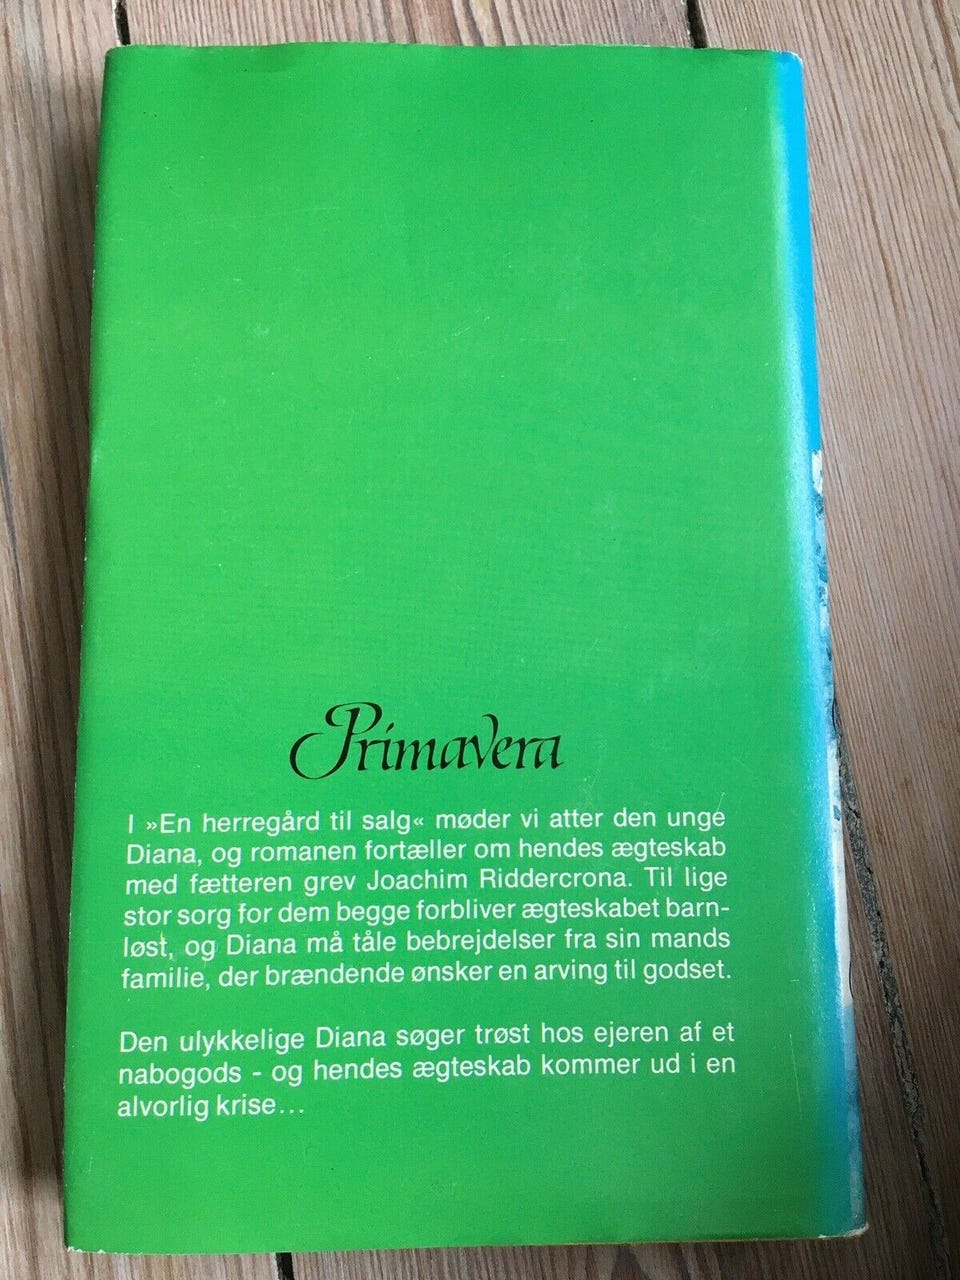 Primavera
I »En herregård til salg« møder vi atter den unge
Diana, og romanen fortæller om hendes ægteskab
med fætteren grev Joachim Riddercrona. Til lige
stor sorg for dem begge forbliver ægteskabet barn-
løst, og Diana må tåle bebrejdelser fra sin mands
familie, der brændende ønsker en arving til godset.
Den ulykkelige Diana søger trøst hos ejeren af et
nabogods - og hendes ægteskab kommer ud i en
alvorlig krise...